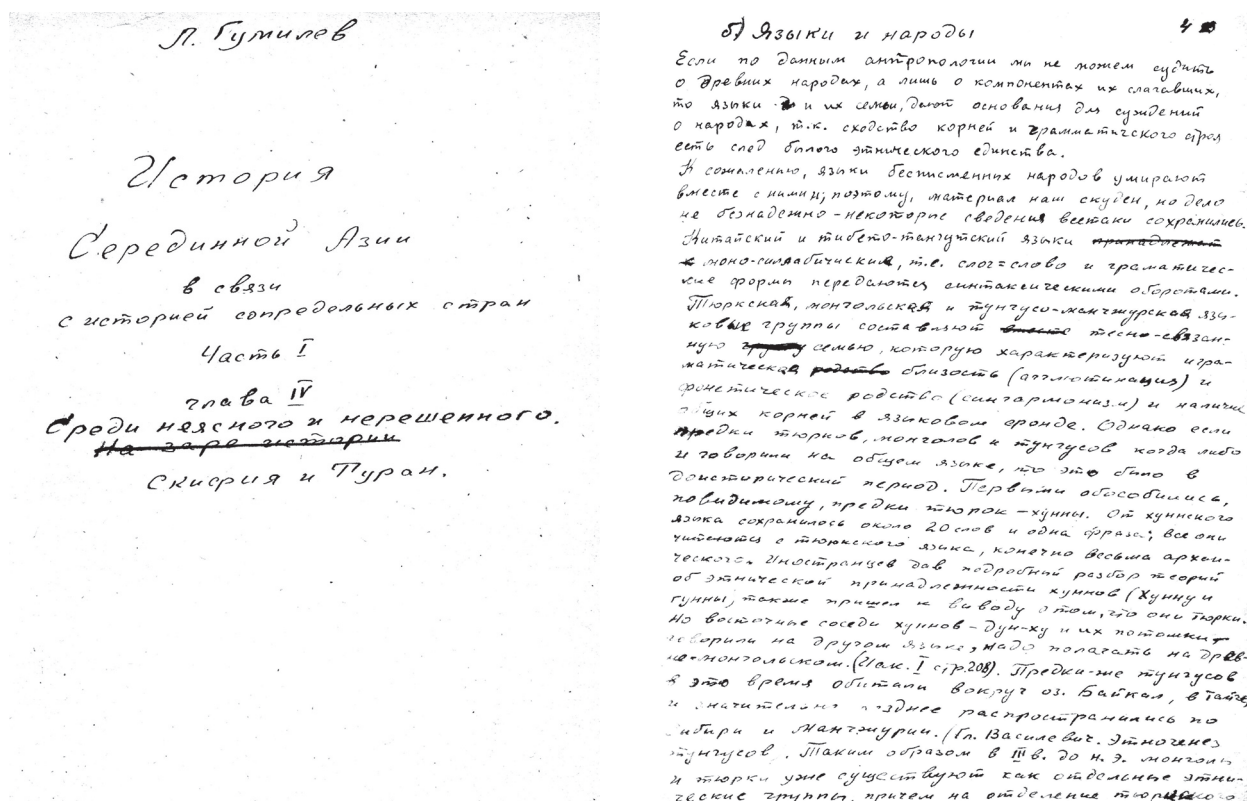 Л. Гумилев
История
Серединной Азии
в связи
с историей сопредельных стран
Часть I
глава IV
Среди неясного и нерешенного.
На заре истории
Скифия и Туран.
б) Языки и народы 4
Если по данным антропологии мы не можем судить
о древних народах, а лишь о компонентах их слагавших,
то языки и их семьи, дают основания для суждений
о народах, т.к. сходство корней и грамматического строя
есть след былого этнического единства.
К сожалению, языки бесписменных народов умирают
вместе с ними; поэтому, материал наш скуден, но дело
не безнадежно – некоторые сведения всетаки сохранились.
Китайский и тибето-тангутский языки принадлежат
к моно-силлабическим, т.е. слог=слово и граматичес-
кие формы передаются синтаксическими оборотами.
Тюркская, монгольская и тунгусо-манчжурская язы-
ковые группы составляют вместе тесно-связан-
ную группу семью, которую характеризуют и гра-
матическая родство близость (агглютинация) и
фонетическое родство (сингармонизм) и наличие
общих корней в языковом фонде. Однако если
предки тюрков, монголов и тунгусов когда либо
и говорили на общем языке, то это было в
доисторический период. Первыми обособились,
повидимому, предки тюрок – хунны. От хуннского
языка сохранилось около 20 слов и одна фраза; все они
читаются с тюркского языка, конечно весьма архаи-
ческого. Иностранцев дав подробный разбор теорий
об этнической принадлежности хуннов (Хунну и
гунны, также пришел к выводу о том, что они тюрки.
Но восточные соседи хуннов – Дун-ху и их потомки
говорили на другом языке, надо полагать на древ-
не-монгольском. (Иак. I стр. 208). Предки-же тунгусов
в это время обитали вокруг оз. Байкал, в тайге,
и значительно позднее распространились по
Сибири и Манчжурии. (Гл. Василевич. Этногенез
тунгусов. Таким образом в III в. до н. э. монголы
и тюрки уже существуют как отдельные этни-
ческие группы, причем на отделение тюркского